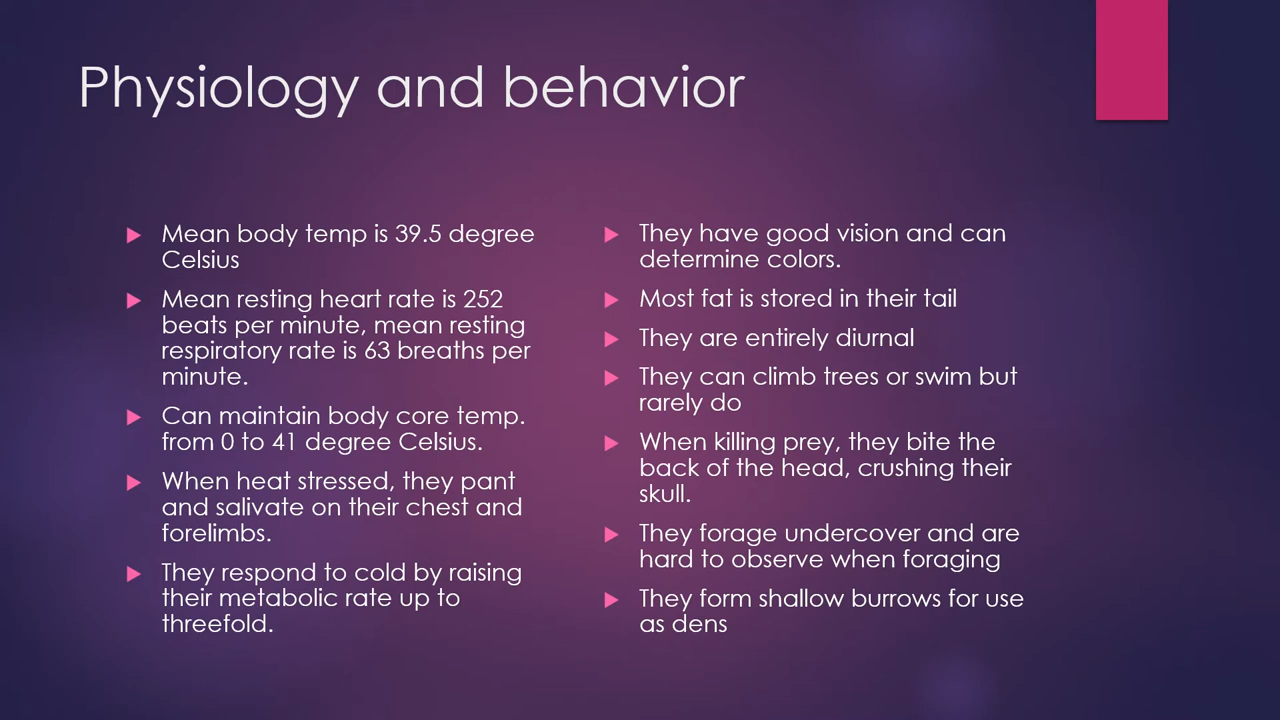 Physiology and behavior
Mean body temp is 39.5 degree
Celsius
Mean resting heart rate is 252
beats per minute, mean resting
respiratory rate is 63 breaths per
minute.
Can maintain body core temp.
from 0 to 41 degree Celsius.
When heat stressed, they pant
and salivate on their chest and
forelimbs.
They respond to cold by raising
their metabolic rate up to
threefold.
They have good vision and can
determine colors.
Most fat is stored in their tail
They are entirely diurnal
They can climb trees or swim but
rarely do
When killing prey, they bite the
back of the head, crushing their
skull.
They forage undercover and are
hard to observe when foraging
They form shallow burrows for use
as dens